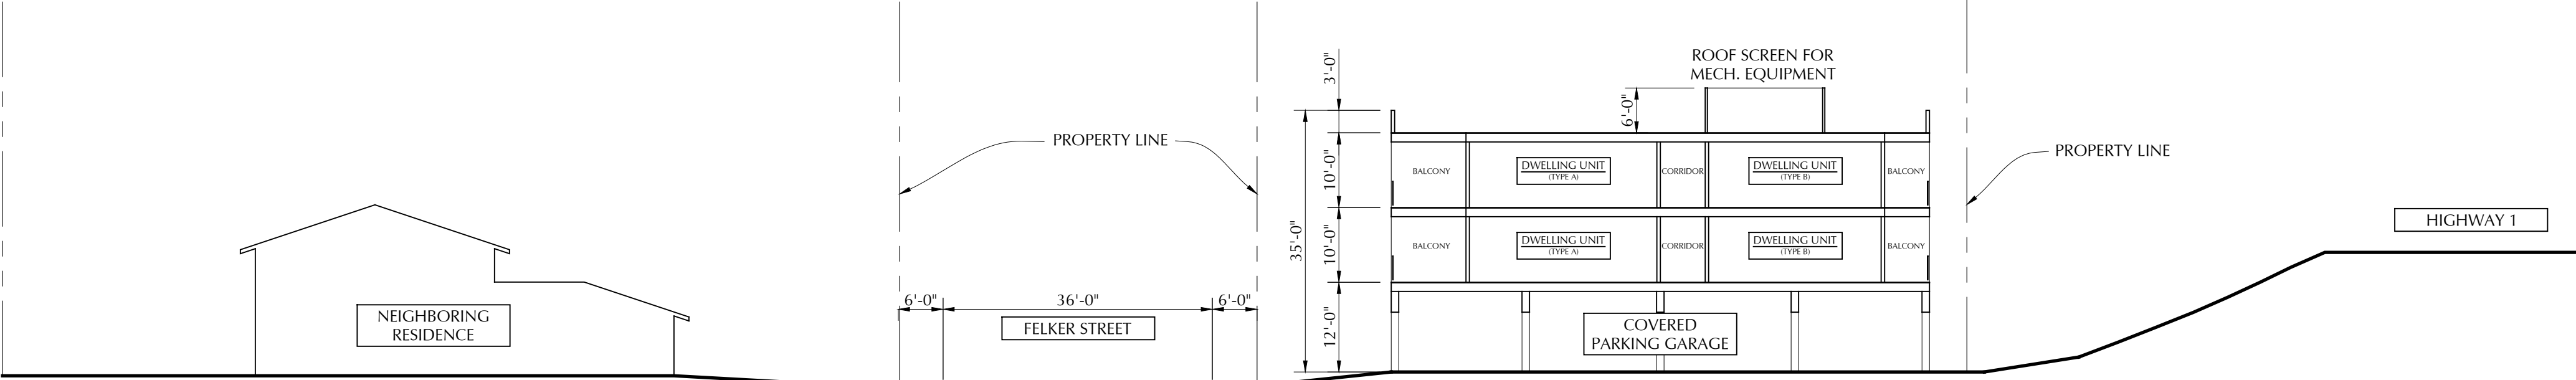 ROOF SCREEN FOR
MECH. EQUIPMENT
3'-0"
6'-0"
PROPERTY LINE
PROPERTY LINE
35'-0"
10'-0"
BALCONY
DWELLING UNIT
(TYPE A)
CORRIDOR
DWELLING UNIT
(TYPE B)
BALCONY
HIGHWAY 1
10'-0"
BALCONY
DWELLING UNIT
(TYPE A)
CORRIDOR
DWELLING UNIT
(TYPE B)
BALCONY
6'-0"
36'-0"
6'-0"
NEIGHBORING
RESIDENCE
FELKER STREET
12'-0"
COVERED
PARKING GARAGE